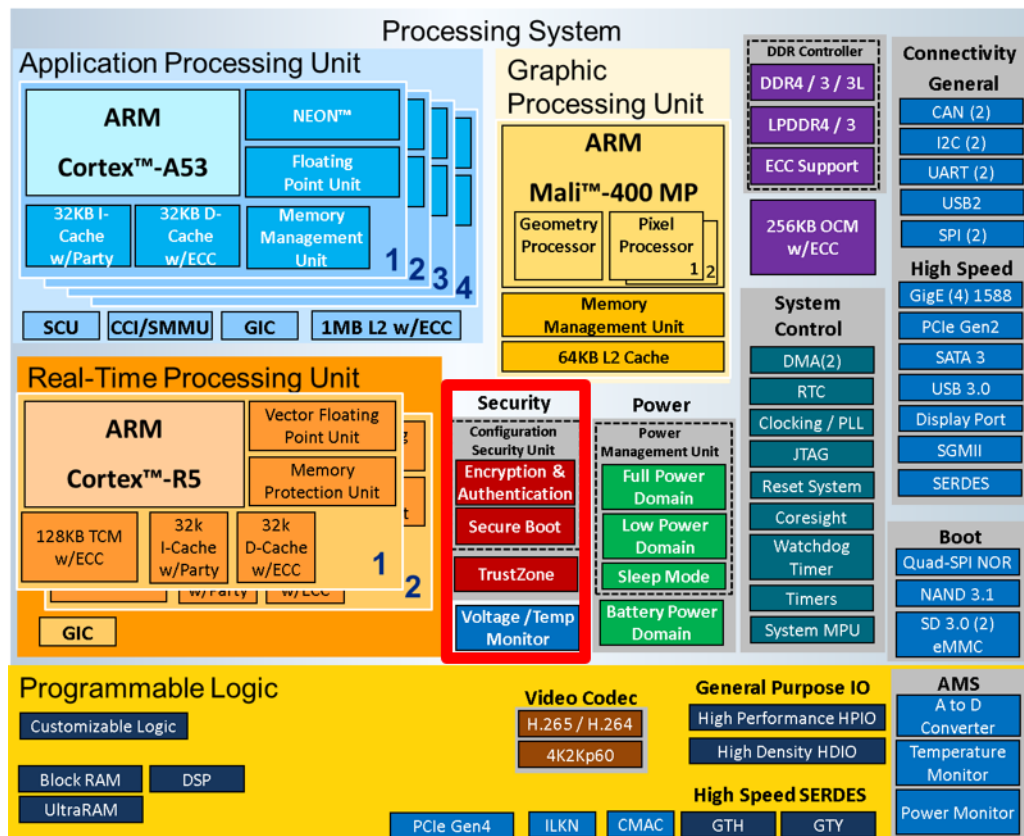 Processing System
Application Processing Unit
ARM
Cortex™-A53
NEON™
Floating
Point Unit
32KB I-
Cache
w/Party
32KB D-
Cache
w/ECC
Memory
Management
Unit
1
2
3
4
SCU
CCI/SMMU
GIC
1MB L2 w/ECC
Graphic
Processing Unit
ARM
Mali™-400 MP
Geometry
Processor
Pixel
Processor
1
2
Memory
Management Unit
64KB L2 Cache
DDR Controller
DDR4 / 3 / 3L
LPDDR4 / 3
ECC Support
256KB OCM
w/ECC
Connectivity
General
CAN (2)
I2C (2)
UART (2)
USB2
SPI (2)
High Speed
GigE (4) 1588
PCIe Gen2
SATA 3
USB 3.0
Display Port
SGMII
SERDES
Real-Time Processing Unit
ARM
Cortex™-R5
Vector Floating
Point Unit
Memory
Protection Unit
128KB TCM
w/ECC
32k
I-Cache
w/Party
32k
D-Cache
w/ECC
1
g
t
w/Party
w/ECC
2
GIC
Security
Configuration
Security Unit
Encryption &
Authentication
Secure Boot
TrustZone
Voltage /Temp
Monitor
Power
Power
Management Unit
Full Power
Domain
Low Power
Domain
Sleep Mode
Battery Power
Domain
System
Control
DMA(2)
RTC
Clocking / PLL
JTAG
Reset System
Coresight
Watchdog
Timer
Timers
System MPU
Boot
Quad-SPI NOR
NAND 3.1
SD 3.0 (2)
eMMC
Programmable Logic
Customizable Logic
Block RAM
DSP
UltraRAM
Video Codec
H.265 / H.264
4K2Kp60
General Purpose IO
High Performance HPIO
High Density HDIO
High Speed SERDES
PCIe Gen4
ILKN
CMAC
GTH
GTY
AMS
A to D
Converter
Temperature
Monitor
Power Monitor